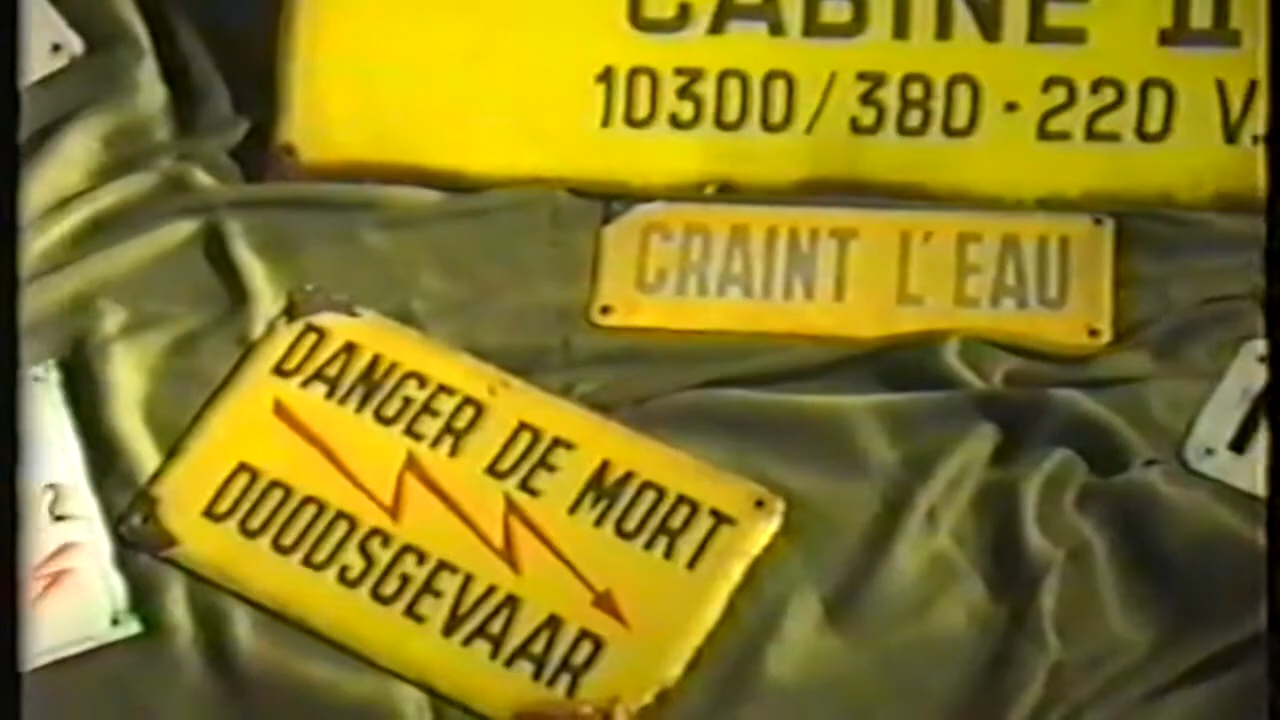 CABINE II
10300/380·220 V.
CRAINT L'EAU
DANGER DE MORT
DOODSGEVAAR